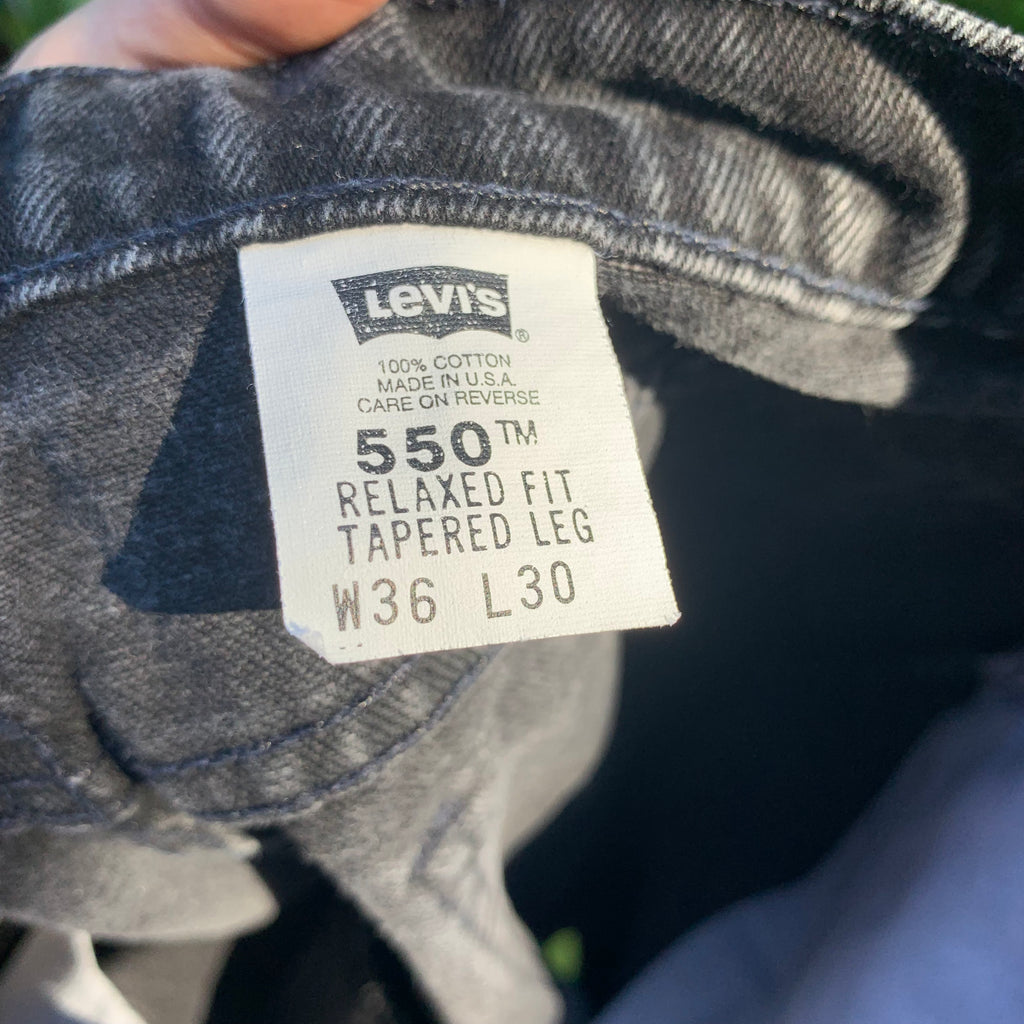 LEVI'S®
100% COTTON
MADE IN U.S.A.
CARE ON REVERSE
550™
RELAXED FIT
TAPERED LEG
W36 L30